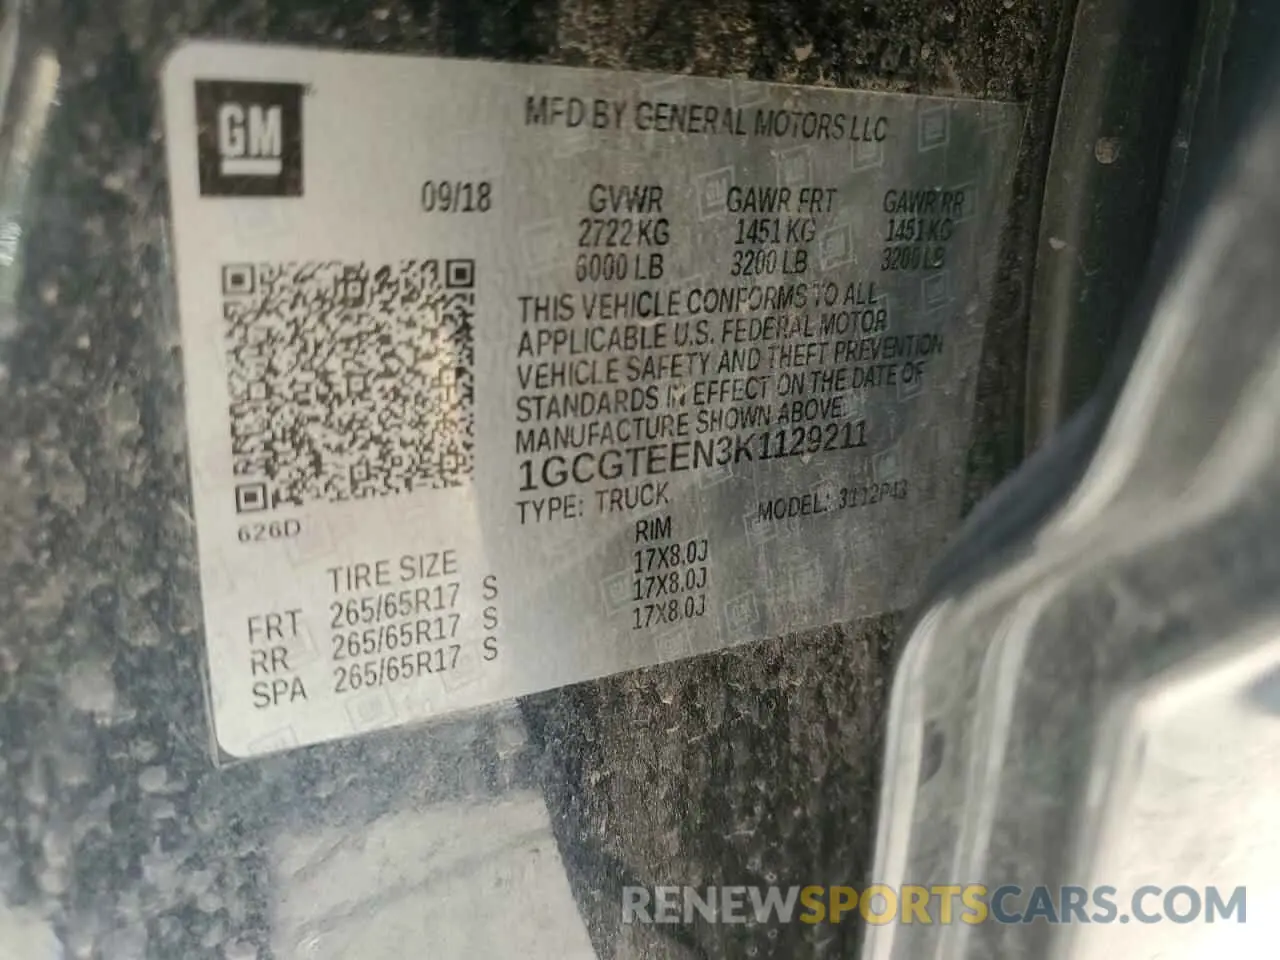 GM
MFD BY GENERAL MOTORS LLC
09/18
GVWR GAWR FRT GAWR RR
2722 KG 1451 KG 1451 KG
6000 LB 3200 LB 3200 LB
THIS VEHICLE CONFORMS TO ALL
APPLICABLE U.S. FEDERAL MOTOR
VEHICLE SAFETY AND THEFT PREVENTION
STANDARDS IN EFFECT ON THE DATE OF
MANUFACTURE SHOWN ABOVE.
1GCGTEEN3K1129211
TYPE: TRUCK MODEL:
626D
TIRE SIZE RIM
FRT 265/65R17 S 17X8.0J
RR 265/65R17 S 17X8.0J
SPA 265/65R17 S 17X8.0J
RENEWSPORTSCARS.COM